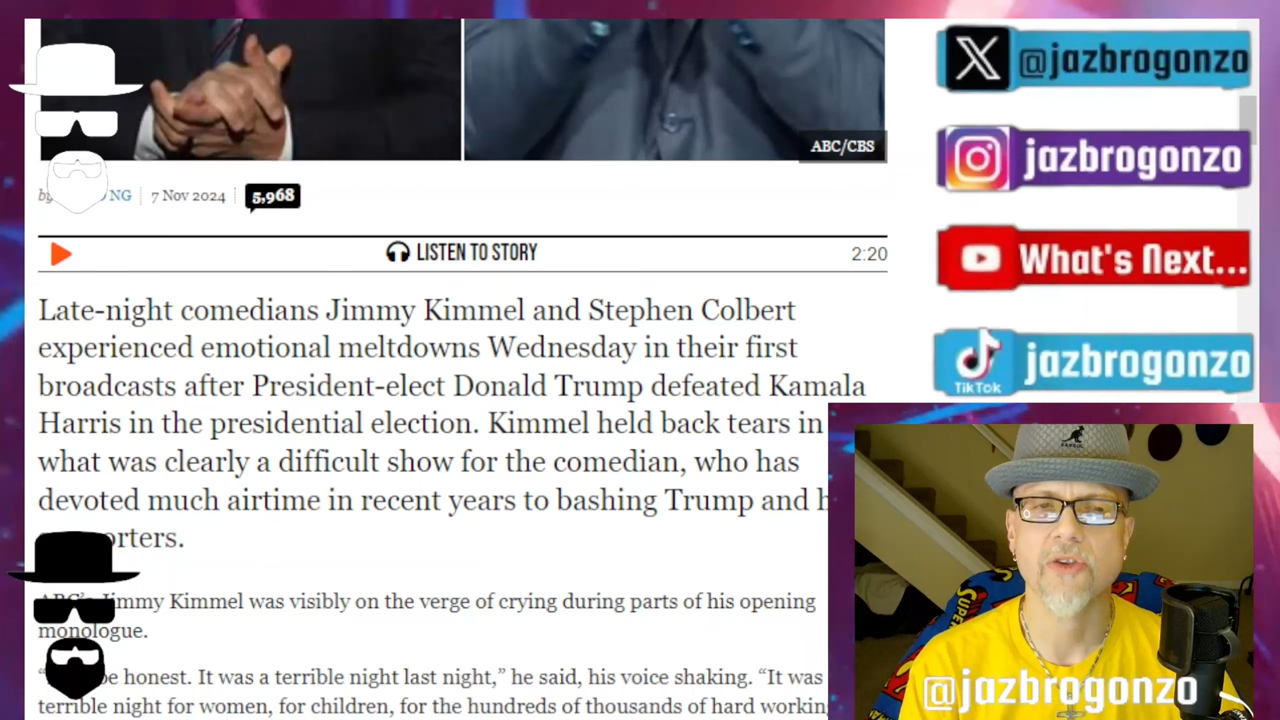 ABC/CBS
NG 7 Nov 2024 5,968
LISTEN TO STORY 2:20
Late-night comedians Jimmy Kimmel and Stephen Colbert
experienced emotional meltdowns Wednesday in their first
broadcasts after President-elect Donald Trump defeated Kamala
Harris in the presidential election. Kimmel held back tears in
what was clearly a difficult show for the comedian, who has
devoted much airtime in recent years to bashing Trump and
orters.
Jimmy Kimmel was visibly on the verge of crying during parts of his opening
monologue.
be honest. It was a terrible night last night,” he said, his voice shaking. “It was
terrible night for women, for children, for the hundreds of thousands of hard workin
@jazbrogonzo
jazbrogonzo
What's Next...
TikTok jazbrogonzo
KANGOL
SUPER
@jazbrogonzo